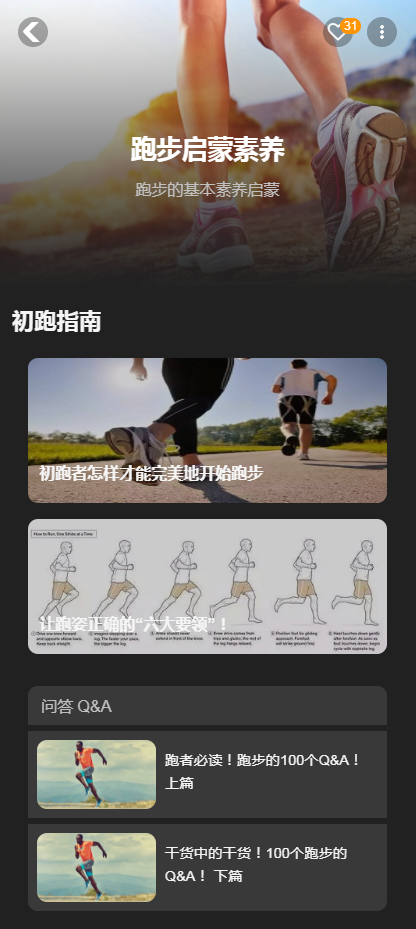 31
跑步启蒙素养
跑步的基本素养启蒙
初跑指南
初跑者怎样才能完美地开始跑步
How to Run, One Stride at a Time
让跑姿正确的“六大要领”！
问答 Q&A
跑者必读！跑步的100个Q&A！
上篇
干货中的干货！100个跑步的
Q&A！ 下篇